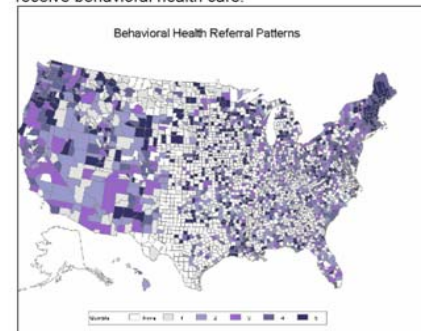 receive behavioral health care.
Behavioral Health Referral Patterns
None 1 2 3 4 5